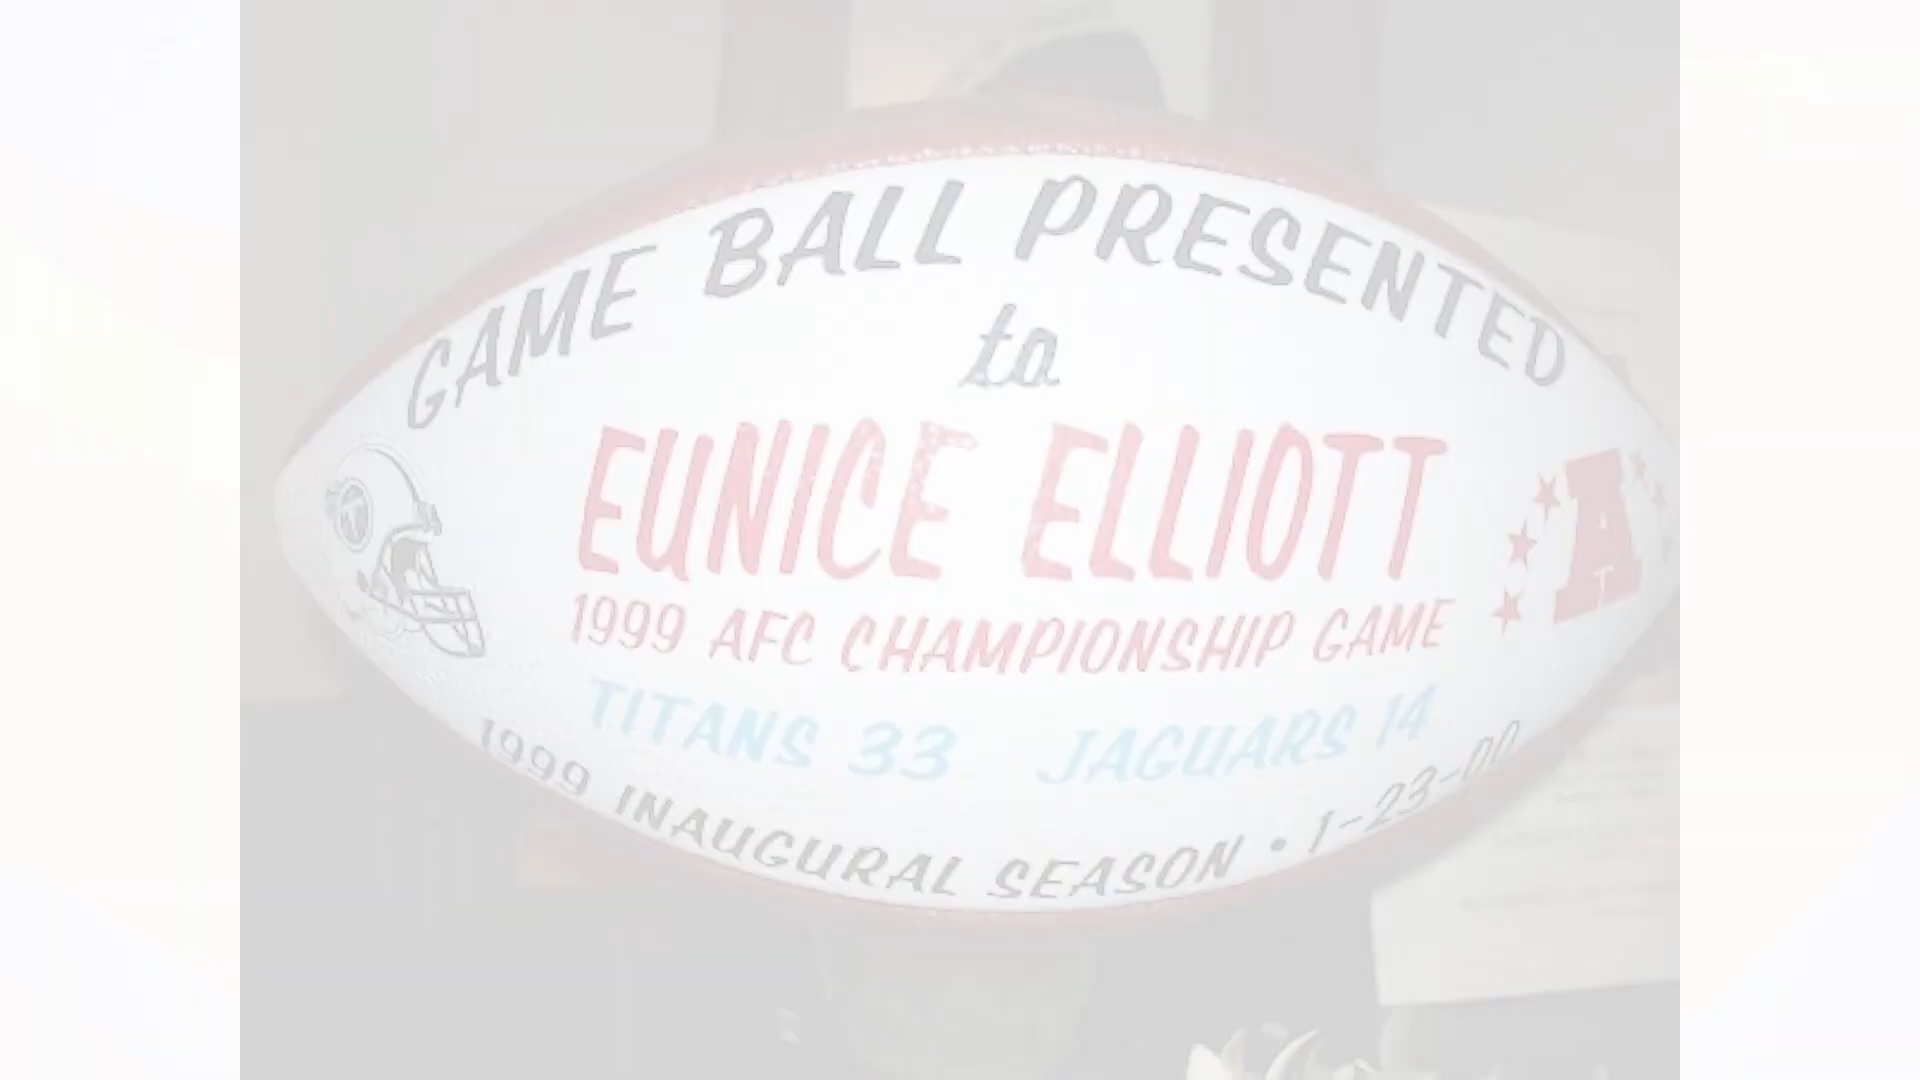 GAME BALL PRESENTED
to
EUNICE ELLIOTT
1999 AFC CHAMPIONSHIP GAME
TITANS 33 JAGUARS 14
1999 INAUGURAL SEASON • 1-23-00
T
A
T